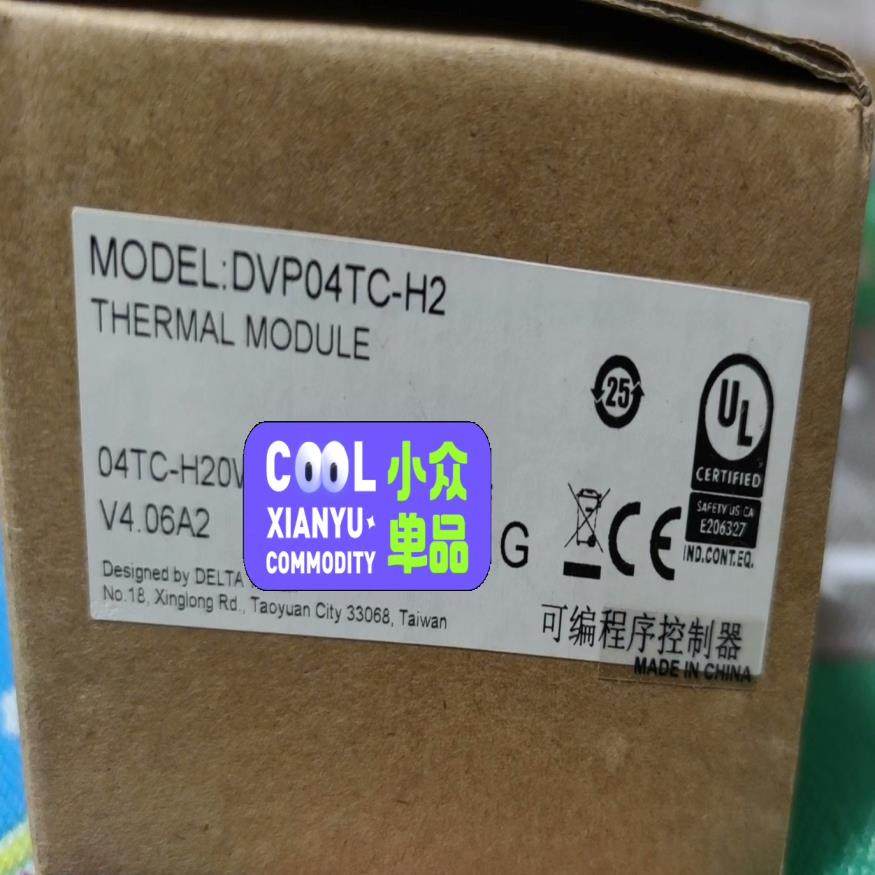 MODEL:DVP04TC-H2
THERMAL MODULE
25
UL
CERTIFIED
SAFETY US CA
E206327
IND.CONT.EQ.
04TC-H20
V4.06A2
COOL 小众
XIANYU
单品
COMMODITY
G
CE
Designed by DELTA
No.18, Xinglong Rd., Taoyuan City 33068, Taiwan
可编程序控制器
MADE IN CHINA